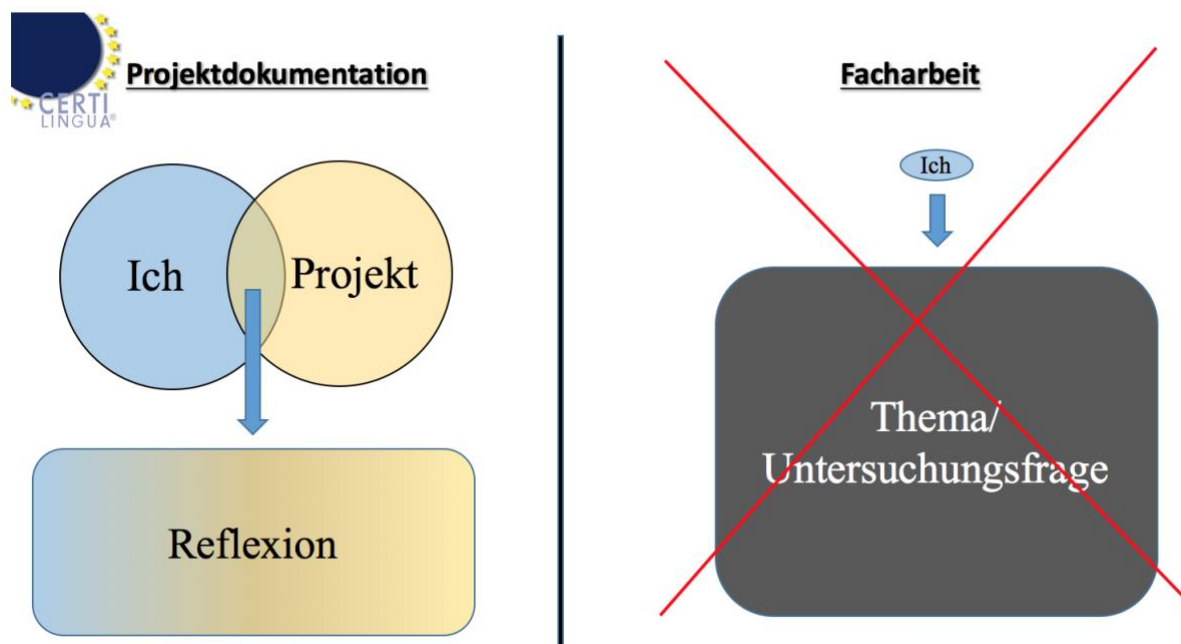 CERTI
LINGUA®
Projektdokumentation
Ich
Projekt
Reflexion
Facharbeit
Ich
Thema/
Untersuchungsfrage